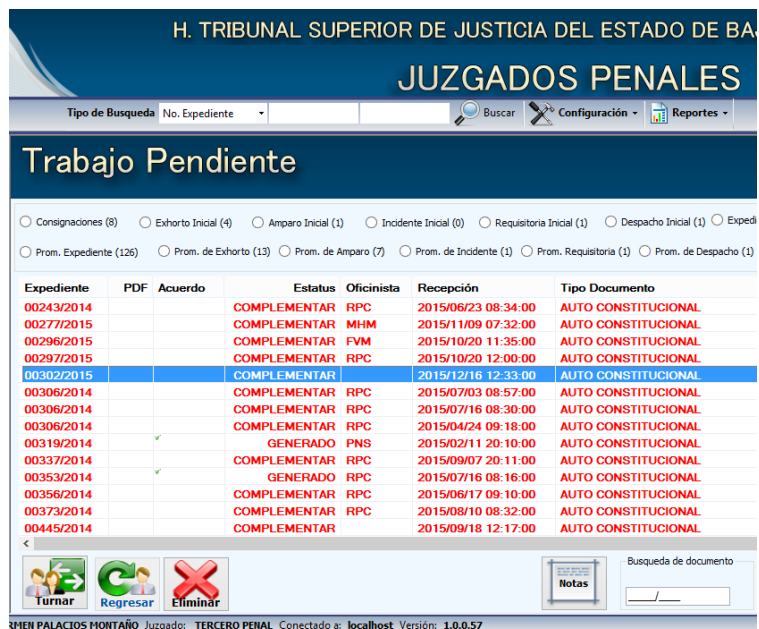 H. TRIBUNAL SUPERIOR DE JUSTICIA DEL ESTADO DE BAJ
JUZGADOS PENALES
Tipo de Busqueda No. Expediente Buscar Configuración Reportes
Trabajo Pendiente
Consignaciones (8) Exhorto Inicial (4) Amparo Inicial (1) Incidente Inicial (0) Requisitoria Inicial (1) Despacho Inicial (1) Expedi
Prom. Expediente (126) Prom. de Exhorto (13) Prom. de Amparo (7) Prom. de Incidente (1) Prom. Requisitoria (1) Prom. de Despacho (1)
Expediente PDF Acuerdo Estatus Oficinista Recepción Tipo Documento
00243/2014 COMPLEMENTAR RPC 2015/06/23 08:34:00 AUTO CONSTITUCIONAL
00277/2015 COMPLEMENTAR MHM 2015/11/09 07:32:00 AUTO CONSTITUCIONAL
00296/2015 COMPLEMENTAR FVM 2015/10/20 11:35:00 AUTO CONSTITUCIONAL
00297/2015 COMPLEMENTAR RPC 2015/10/20 12:00:00 AUTO CONSTITUCIONAL
00302/2015 COMPLEMENTAR 2015/12/16 12:33:00 AUTO CONSTITUCIONAL
00306/2014 COMPLEMENTAR RPC 2015/07/03 08:57:00 AUTO CONSTITUCIONAL
00306/2014 COMPLEMENTAR RPC 2015/07/16 08:30:00 AUTO CONSTITUCIONAL
00306/2014 COMPLEMENTAR RPC 2015/04/24 09:18:00 AUTO CONSTITUCIONAL
00319/2014 GENERADO PNS 2015/02/11 20:10:00 AUTO CONSTITUCIONAL
00337/2014 COMPLEMENTAR RPC 2015/09/07 20:11:00 AUTO CONSTITUCIONAL
00353/2014 GENERADO RPC 2015/07/16 08:16:00 AUTO CONSTITUCIONAL
00356/2014 COMPLEMENTAR RPC 2015/06/17 09:10:00 AUTO CONSTITUCIONAL
00373/2014 COMPLEMENTAR RPC 2015/08/10 08:32:00 AUTO CONSTITUCIONAL
00445/2014 COMPLEMENTAR 2015/09/18 12:17:00 AUTO CONSTITUCIONAL
Turnar Regresar Eliminar Notas Busqueda de documento
____/____
RMEN PALACIOS MONTAÑO Juzgado: TERCERO PENAL Conectado a: localhost Versión: 1.0.0.57